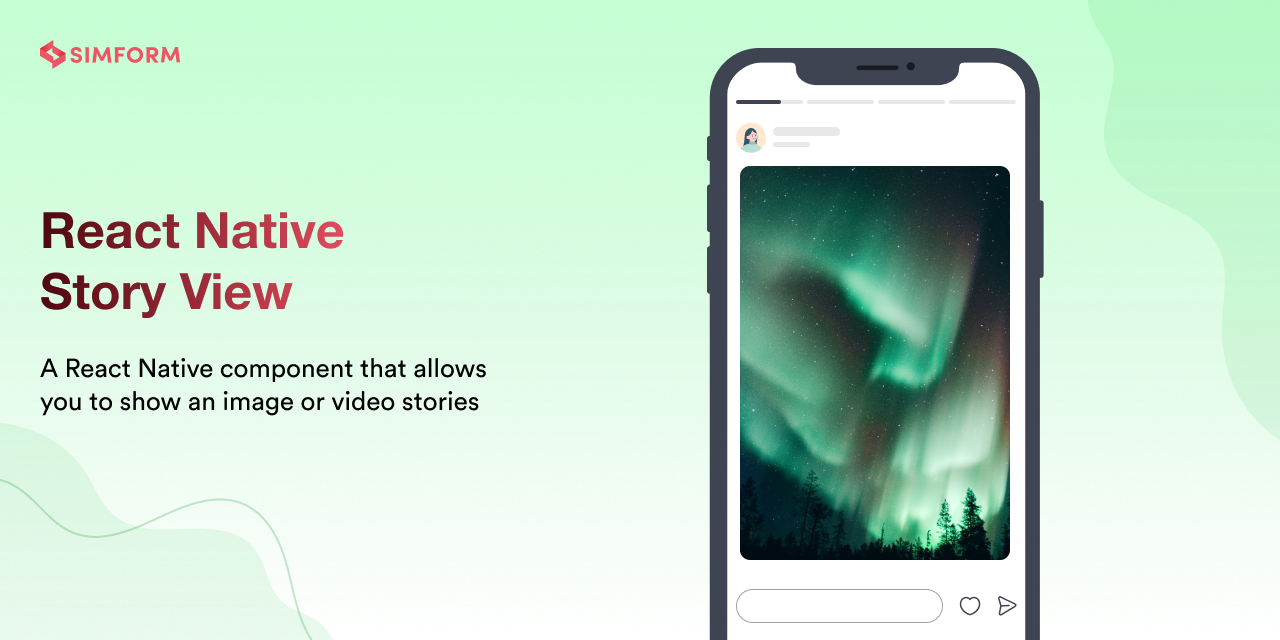 SIMFORM
React Native
Story View
A React Native component that allows
you to show an image or video stories